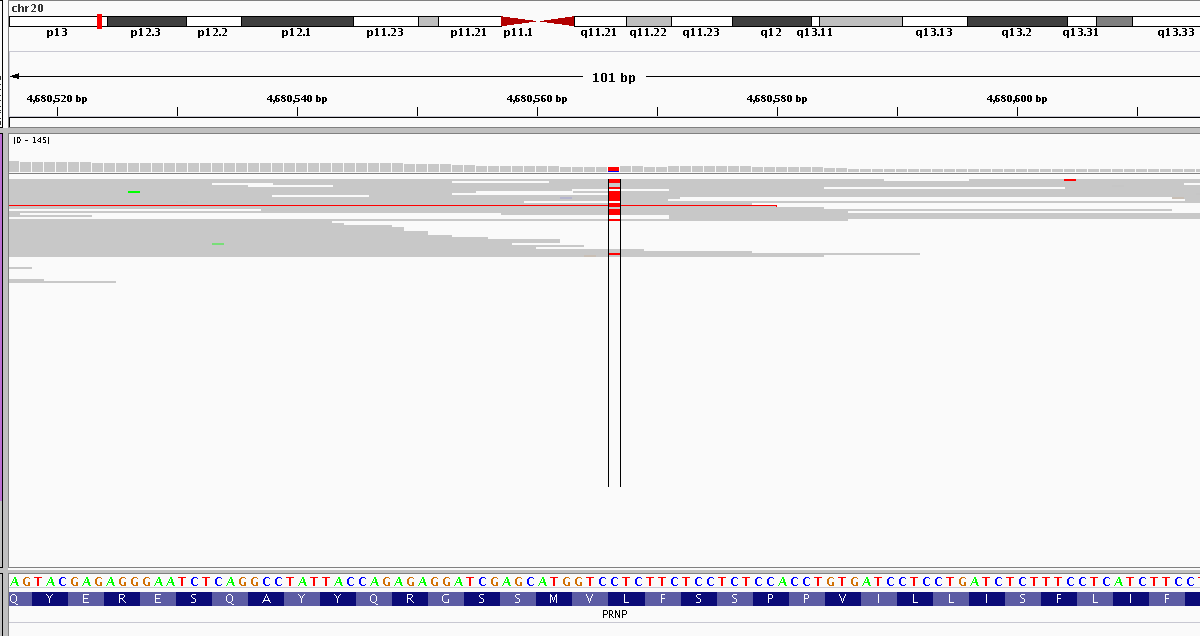 chr20
p13 p12.3 p12.2 p12.1 p11.23 p11.21 p11.1 q11.21 q11.22 q11.23 q12 q13.11 q13.13 q13.2 q13.31 q13.33
101 bp
4,680,520 bp 4,680,540 bp 4,680,560 bp 4,680,580 bp 4,680,600 bp
[0 - 145]
AGTACGAGAGGGAATCTCAGGCCTATTACCAGAGAGGATCGAGCATGGTCCTCTTCTCCTCTCCACCTGTGATCCTCCTGATCTCTTTCCTCATCTTCC
Q Y E R E S Q A Y Y Q R G S S M V L F S S P P V I L L I S F L I F
PRNP